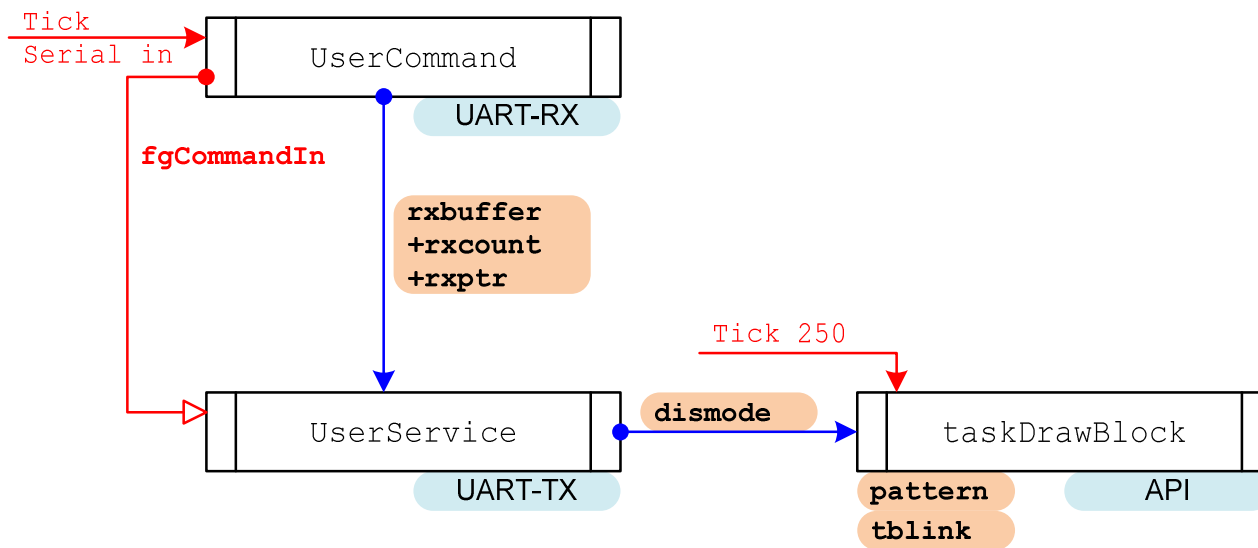 Tick
Serial in
UserCommand
UART-RX
fgCommandIn
rxbuffer
+rxcount
+rxptr
Tick 250
UserService
dismode
taskDrawBlock
UART-TX
pattern
API
tblink